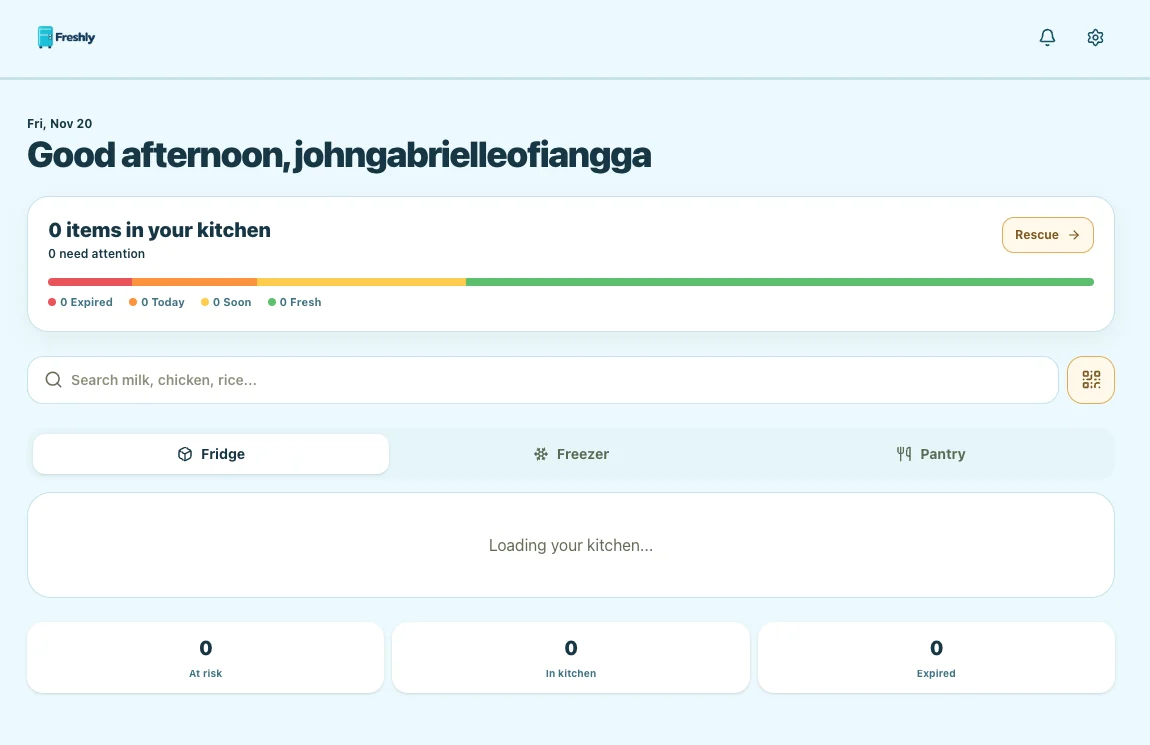 Freshly
Fri, Nov 20
Good afternoon, johngabrielleofiangga
0 items in your kitchen
0 need attention
Rescue
0 Expired 0 Today 0 Soon 0 Fresh
Search milk, chicken, rice...
Fridge Freezer Pantry
Loading your kitchen...
0 0 0
At risk In kitchen Expired